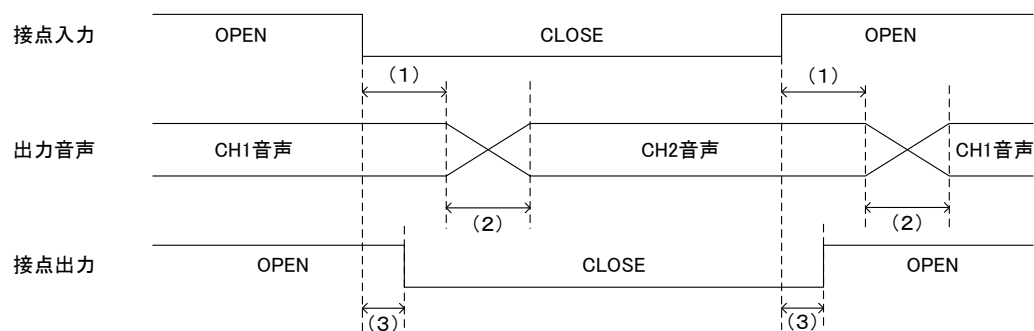 接点入力
OPEN
CLOSE
OPEN
(1)
(1)
出力音声
CH1音声
CH2音声
CH1音声
(2)
(2)
接点出力
OPEN
CLOSE
OPEN
(3)
(3)